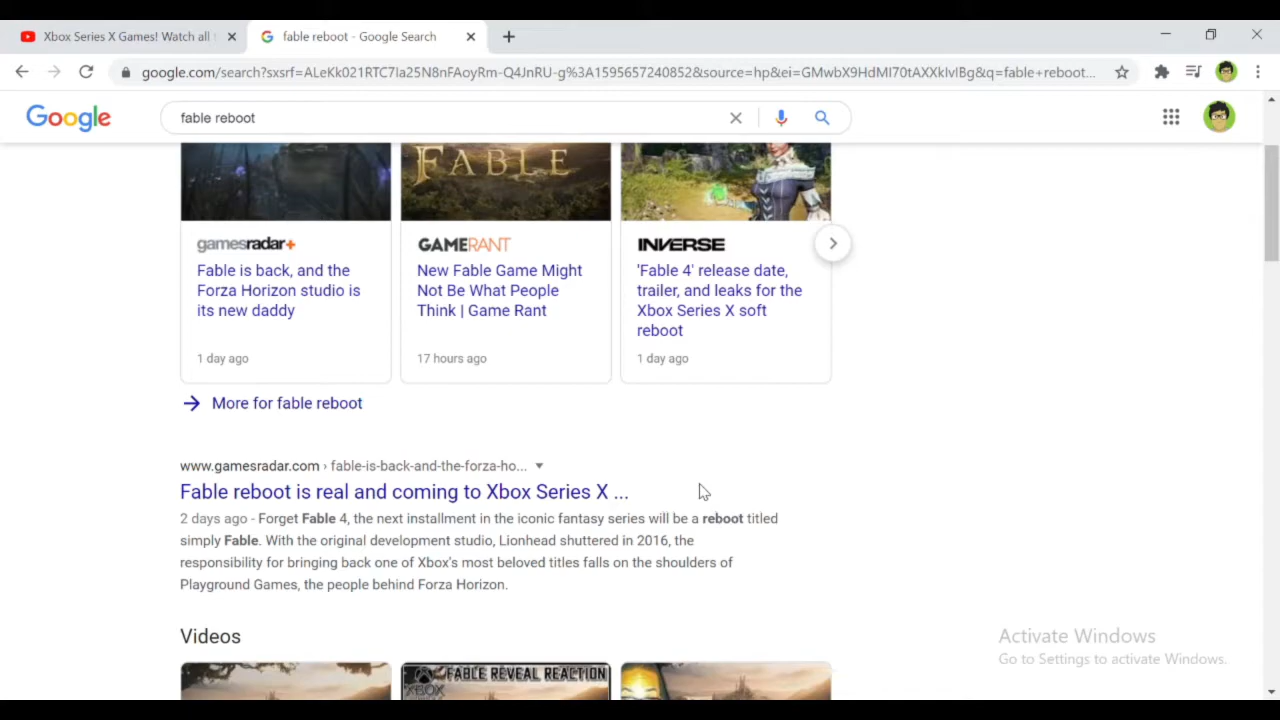 Xbox Series X Games! Watch all
fable reboot - Google Search
google.com/search?sxsrf=ALeKk021RTC7Ia25N8nFAoyRm-Q4JnRU-g%3A1595657240852&source=hp&ei=GMwbX9HdMI70tAXXkIvIBg&q=fable+reboot...
Google
fable reboot
FABLE
gamesradar+
Fable is back, and the
Forza Horizon studio is
its new daddy
1 day ago
GAMERANT
New Fable Game Might
Not Be What People
Think | Game Rant
17 hours ago
INVERSE
'Fable 4' release date,
trailer, and leaks for the
Xbox Series X soft
reboot
1 day ago
More for fable reboot
www.gamesradar.com › fable-is-back-and-the-forza-ho...
Fable reboot is real and coming to Xbox Series X ...
2 days ago - Forget Fable 4, the next installment in the iconic fantasy series will be a reboot titled
simply Fable. With the original development studio, Lionhead shuttered in 2016, the
responsibility for bringing back one of Xbox's most beloved titles falls on the shoulders of
Playground Games, the people behind Forza Horizon.
Videos
FABLE REVEAL REACTION
XBOX
Activate Windows
Go to Settings to activate Windows.